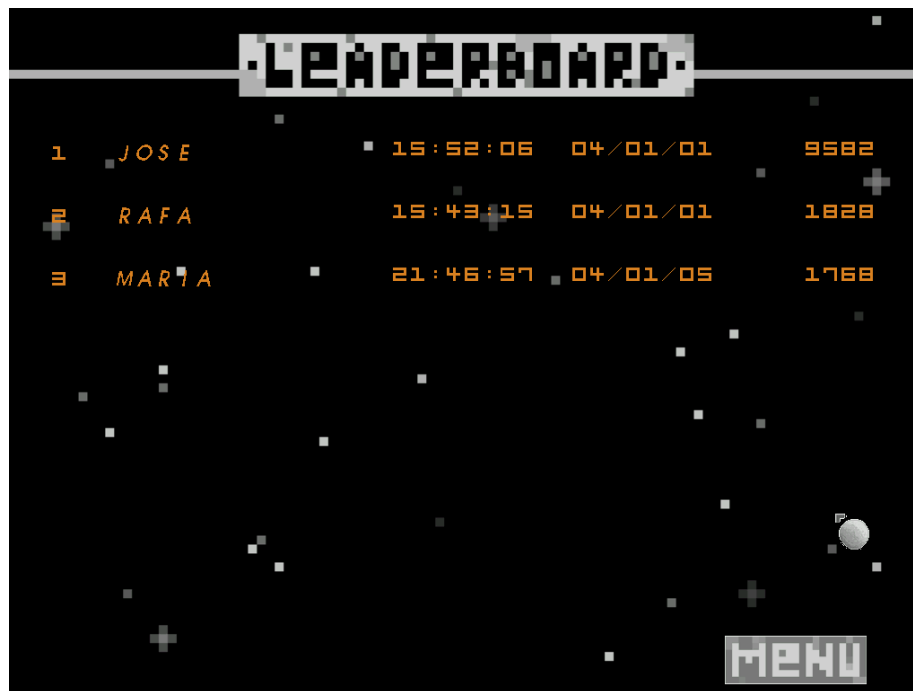 ·LEADERBOARD·
1 JOSE 15:52:06 04/01/01 9582
2 RAFA 15:43:15 04/01/01 1828
3 MARIA 21:46:57 04/01/05 1768
MENU